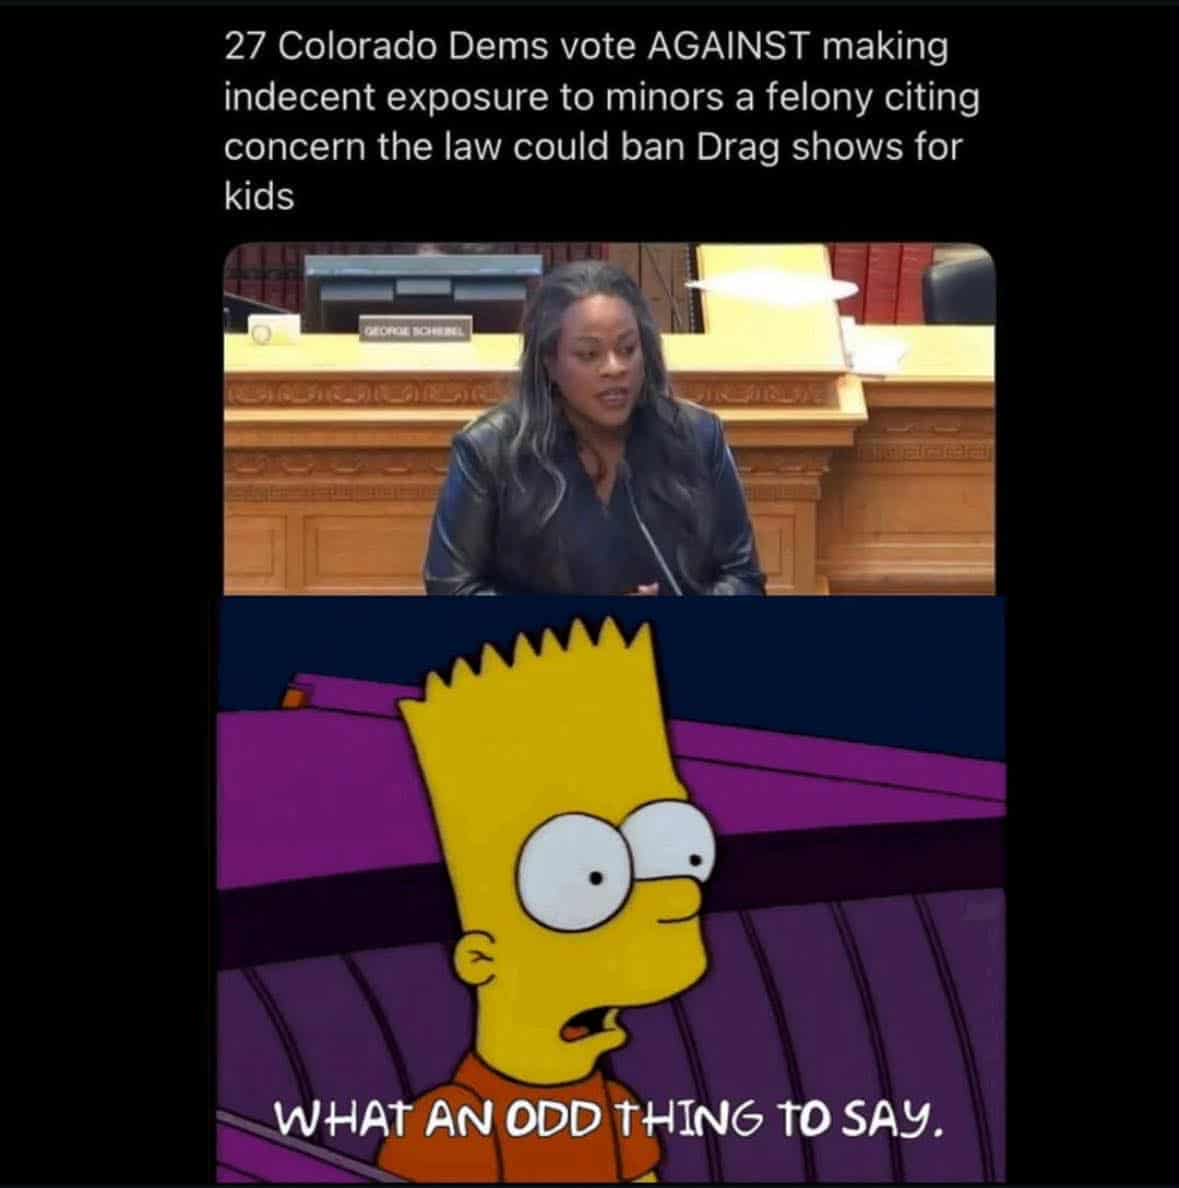 27 Colorado Dems vote AGAINST making
indecent exposure to minors a felony citing
concern the law could ban Drag shows for
kids
GEORGE SCHIEBEL
WHAT AN ODD THING TO SAY.